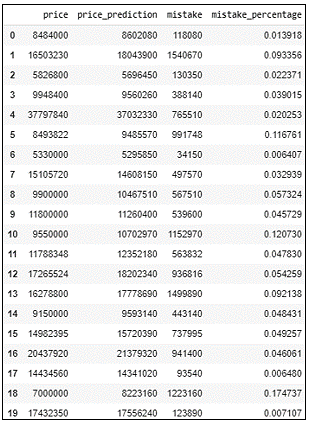 price price_prediction mistake mistake_percentage
0 8484000 8602080 118080 0.013918
1 16503230 18043900 1540670 0.093356
2 5826800 5696450 130350 0.022371
3 9948400 9560260 388140 0.039015
4 37797840 37032330 765510 0.020253
5 8493822 9485570 991748 0.116761
6 5330000 5295850 34150 0.006407
7 15105720 14608150 497570 0.032939
8 9900000 10467510 567510 0.057324
9 11800000 11260400 539600 0.045729
10 9550000 10702970 1152970 0.120730
11 11788348 12352180 563832 0.047830
12 17265524 18202340 936816 0.054259
13 16278800 17778690 1499890 0.092138
14 9150000 9593140 443140 0.048431
15 14982395 15720390 737995 0.049257
16 20437920 21379320 941400 0.046061
17 14434560 14341020 93540 0.006480
18 7000000 8223160 1223160 0.174737
19 17432350 17556240 123890 0.007107